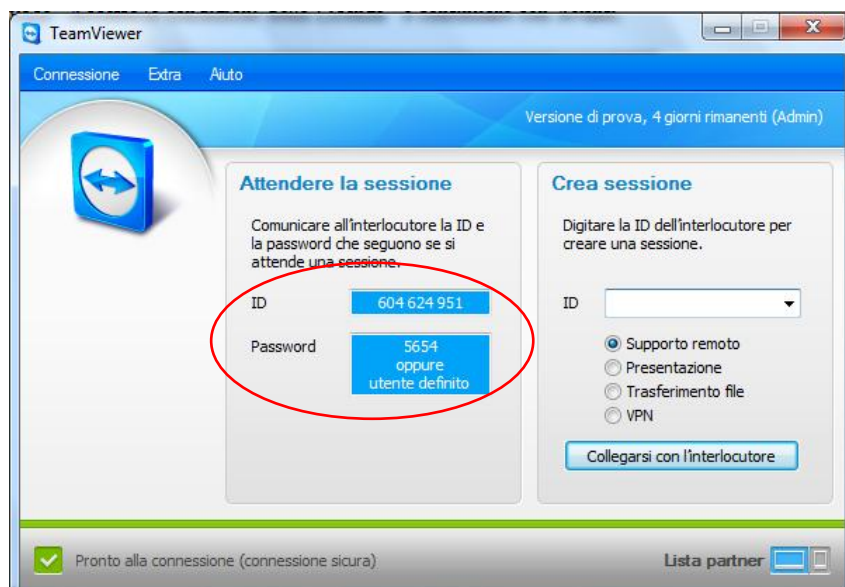 TeamViewer
Connessione Extra Aiuto
Versione di prova, 4 giorni rimanenti (Admin)
Attendere la sessione
Comunicare all'interlocutore la ID e
la password che seguono se si
attende una sessione.
ID 604 624 951
Password 5654
oppure
utente definito
Crea sessione
Digitare la ID dell'interlocutore per
creare una sessione.
ID
Supporto remoto
Presentazione
Trasferimento file
VPN
Collegarsi con l'interlocutore
Pronto alla connessione (connessione sicura)
Lista partner